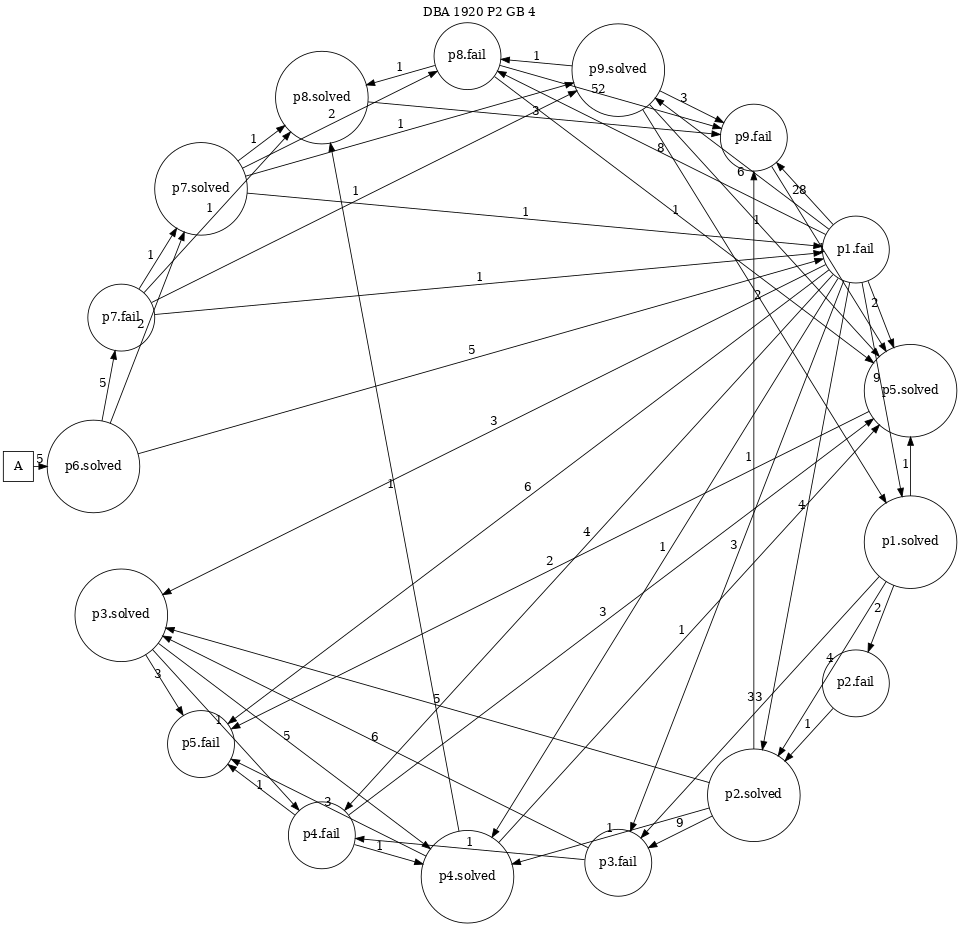 DBA 1920 P2 GB 4
p8.fail
1
1
p9.solved
p8.solved
52
3
2
3
p9.fail
1
1
p7.solved
8
6
28
1
1
1
1
1
1
p1.fail
1
1
p7.fail
2
2
2
5
5
9
p5.solved
5
A
p6.solved
3
1
1
1
6
4
p1.solved
4
1
3
2
3
2
p3.solved
1
4
p2.fail
3
5
33
1
5
6
1
p5.fail
1
3
p2.solved
p4.fail
1
1
1
9
p3.fail
p4.solved